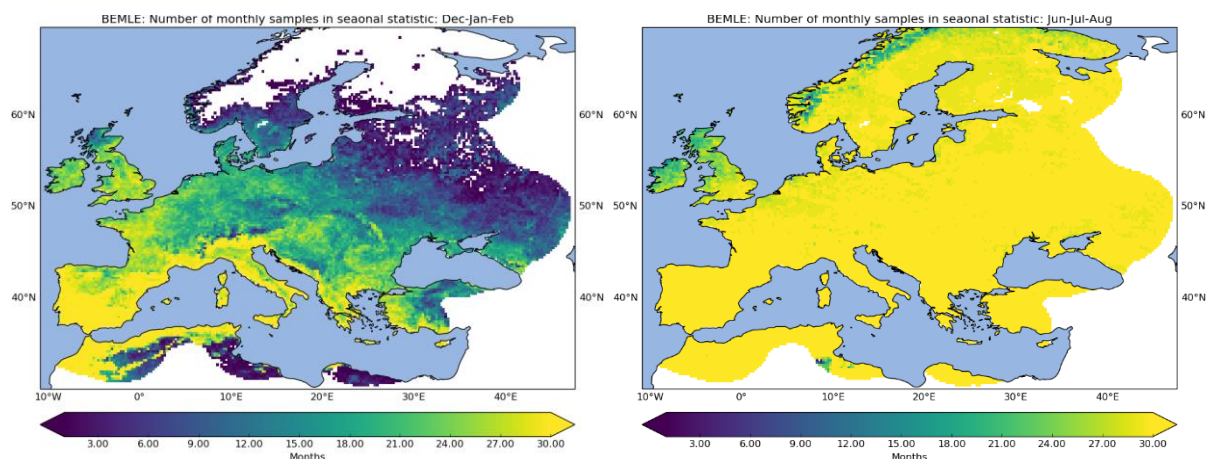 BEMLE: Number of monthly samples in seaonal statistic: Dec-Jan-Feb
60°N
50°N
40°N
10°W 0° 10°E 20°E 30°E 40°E
3.00 6.00 9.00 12.00 15.00 18.00 21.00 24.00 27.00 30.00
Months
BEMLE: Number of monthly samples in seaonal statistic: Jun-Jul-Aug
60°N 60°N
50°N 50°N
40°N 40°N
10°W 0° 10°E 20°E 30°E 40°E
3.00 6.00 9.00 12.00 15.00 18.00 21.00 24.00 27.00 30.00
Months